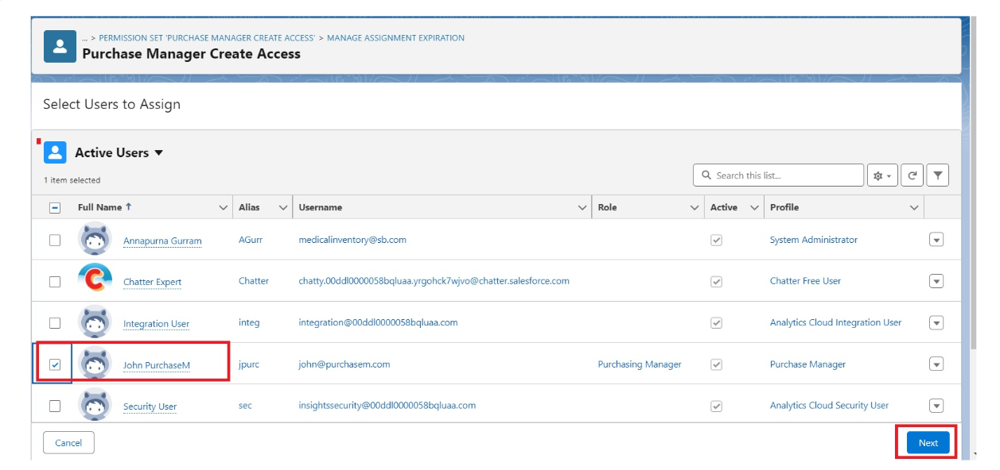 ... > PERMISSION SET 'PURCHASE MANAGER CREATE ACCESS' > MANAGE ASSIGNMENT EXPIRATION
Purchase Manager Create Access
Select Users to Assign
Active Users
1 item selected
Search this list...
Full Name Alias Username Role Active Profile
Annapurna Gurram AGurr medicalinventory@sb.com System Administrator
Chatter Expert Chatter chatty.00ddl0000058bqluaa.yrgohck7wjvo@chatter.salesforce.com Chatter Free User
Integration User integ integration@00ddl0000058bqluaa.com Analytics Cloud Integration User
John PurchaseM jpurc john@purchasem.com Purchasing Manager Purchase Manager
Security User sec insightssecurity@00ddl0000058bqluaa.com Analytics Cloud Security User
Cancel Next